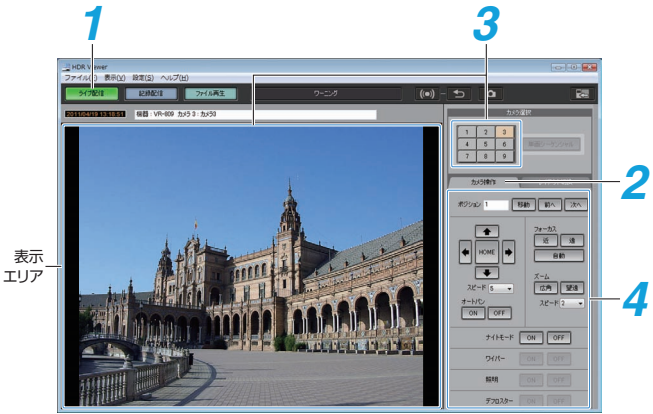 1
3
HDR Viewer
ファイル(F) 表示(V) 設定(S) ヘルプ(H)
ライブ配信
記録配信
ファイル再生
ワーニング
2011/04/19 13:18:51
機器 : VR-809 カメラ 3 : カメラ3
カメラ選択
1 2 3
4 5 6
7 8 9
カメラ操作
2
ポジション 1 移動 前へ 次へ
HOME
フォーカス
近 遠
自動
スピード 5
ズーム
広角 望遠
スピード 3
オートパン
ON OFF
4
表示
エリア
ナイトモード ON OFF
ワイパー ON OFF
照明 ON OFF
デフロスター ON OFF